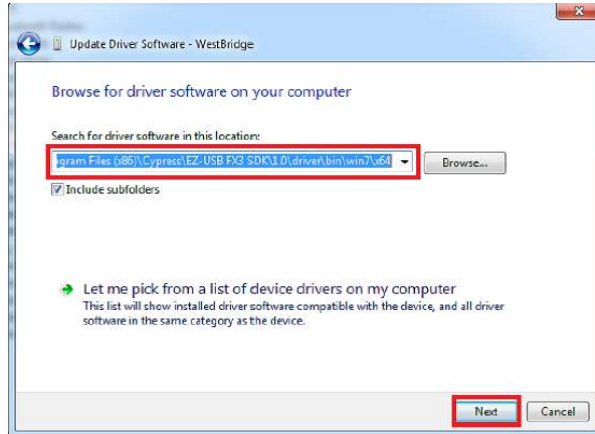 Update Driver Software - WestBridge
Browse for driver software on your computer
Search for driver software in this location:
ogram Files (x86)\Cypress\EZ-USB FX3 SDK\1.0\driver\bin\win7\x64
Browse...
Include subfolders
Let me pick from a list of device drivers on my computer
This list will show installed driver software compatible with the device, and all driver
software in the same category as the device.
Next
Cancel